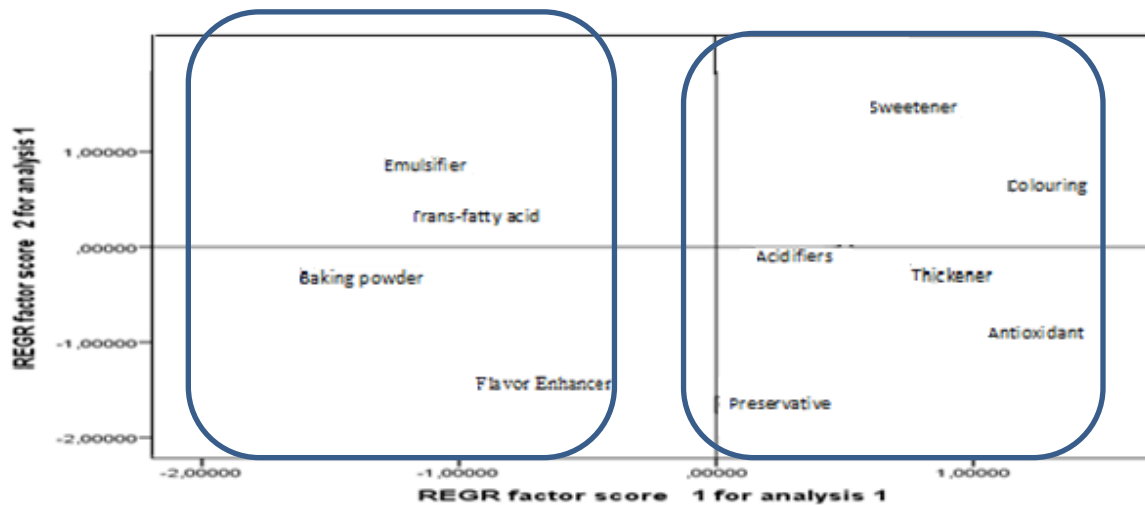 REGR factor score 2 for analysis 1
Sweetener
1,00000
Emulsifier
Colouring
Trans-fatty acid
,00000
Acidifiers
Baking powder
Thickener
-1,00000
Antioxidant
Flavor Enhancer
Preservative
-2,00000
-2,00000 -1,00000 ,00000 1,00000
REGR factor score 1 for analysis 1